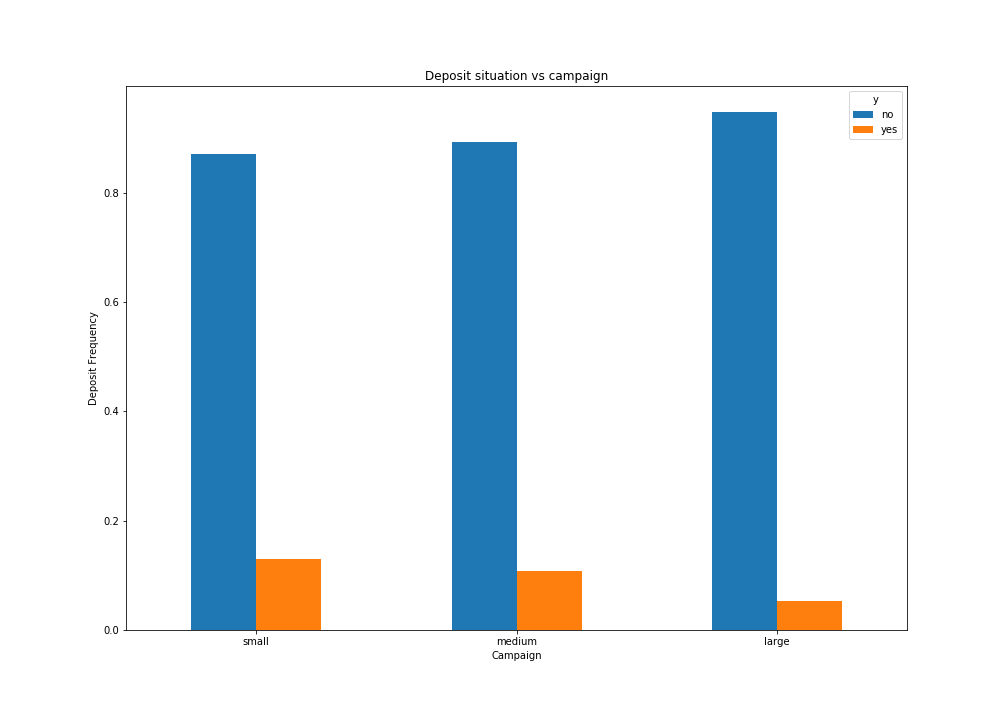 Deposit situation vs campaign
y
no
yes
Deposit Frequency
0.8
0.6
0.4
0.2
0.0
small
medium
large
Campaign